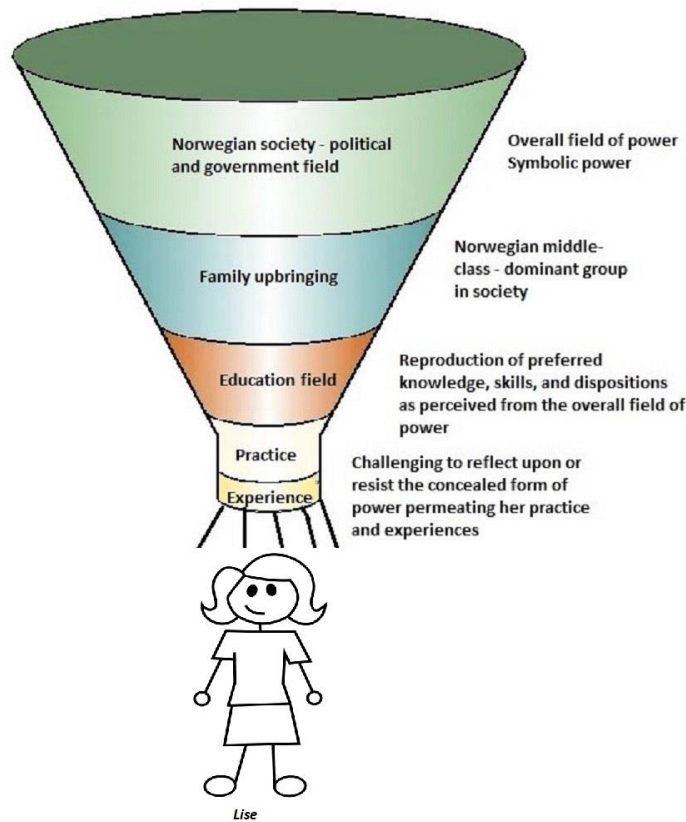 Norwegian society - political
and government field
Overall field of power
Symbolic power
Family upbringing
Norwegian middle-
class - dominant group
in society
Education field
Reproduction of preferred
knowledge, skills, and dispositions
as perceived from the overall field of
power
Practice
Experience
Challenging to reflect upon or
resist the concealed form of
power permeating her practice
and experiences
Lise